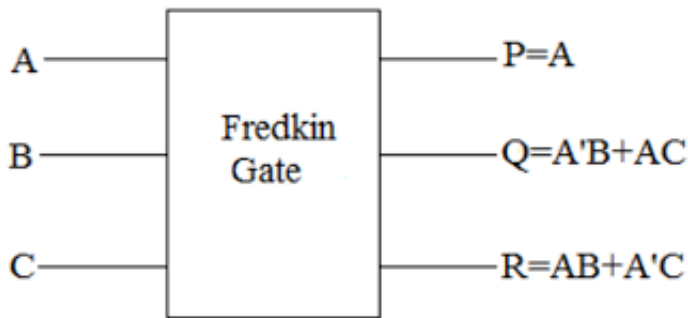 A
B
C
Fredkin
Gate
P=A
Q=A'B+AC
R=AB+A'C